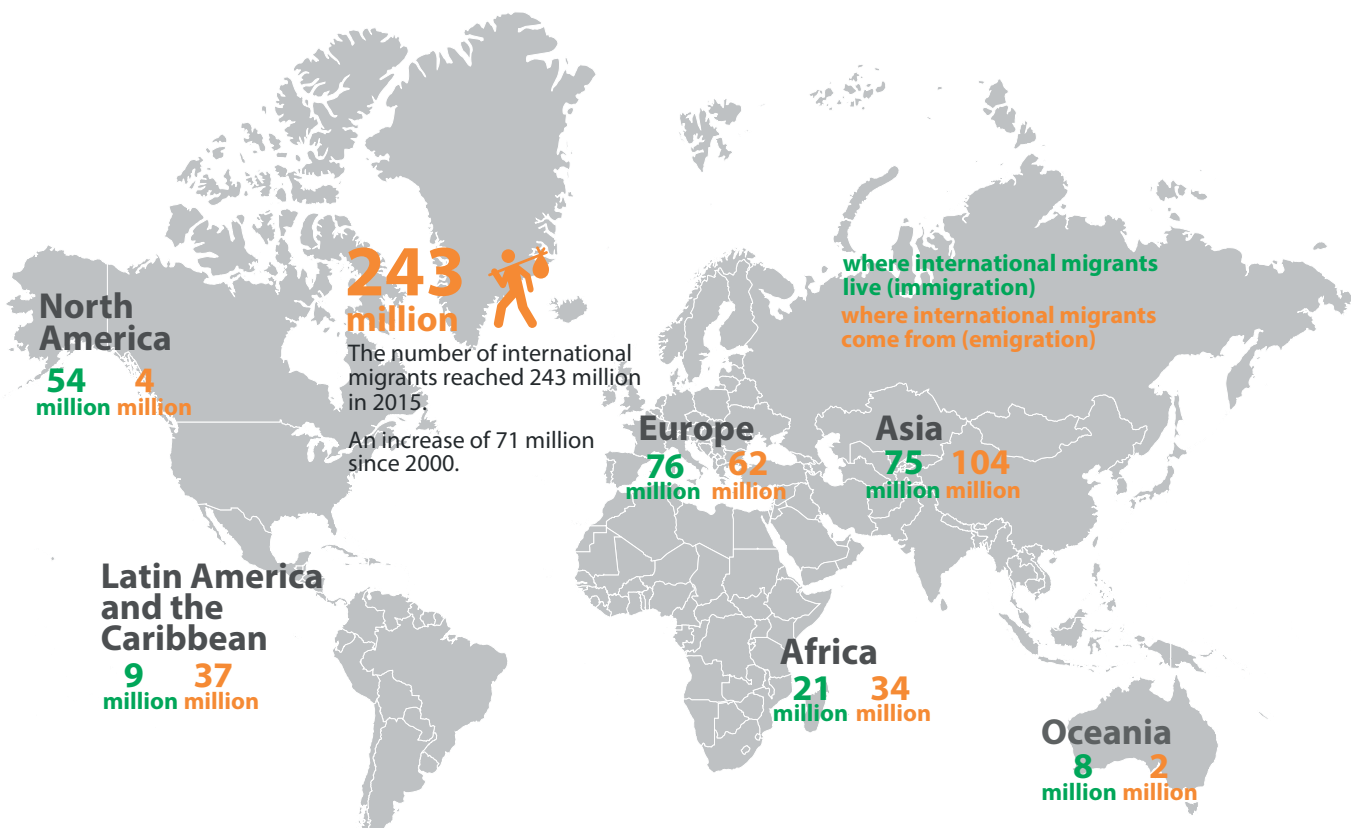 243
million
The number of international
migrants reached 243 million
in 2015.
An increase of 71 million
since 2000.
where international migrants
live (immigration)
where international migrants
come from (emigration)
North
America
54 4
million million
Europe
76 62
million million
Asia
75 104
million million
Latin America
and the
Caribbean
9 37
million million
Africa
21 34
million million
Oceania
8 2
million million